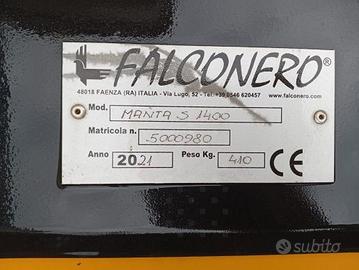 FALCONERO®
48018 FAENZA (RA) ITALIA - Via Lugo, 52 - Tel. +39 0546 620457 www.falconero.com
Mod. MANTA S 1400
Matricola n. 5000980
Anno 2021 Peso Kg. 410 CE
subito